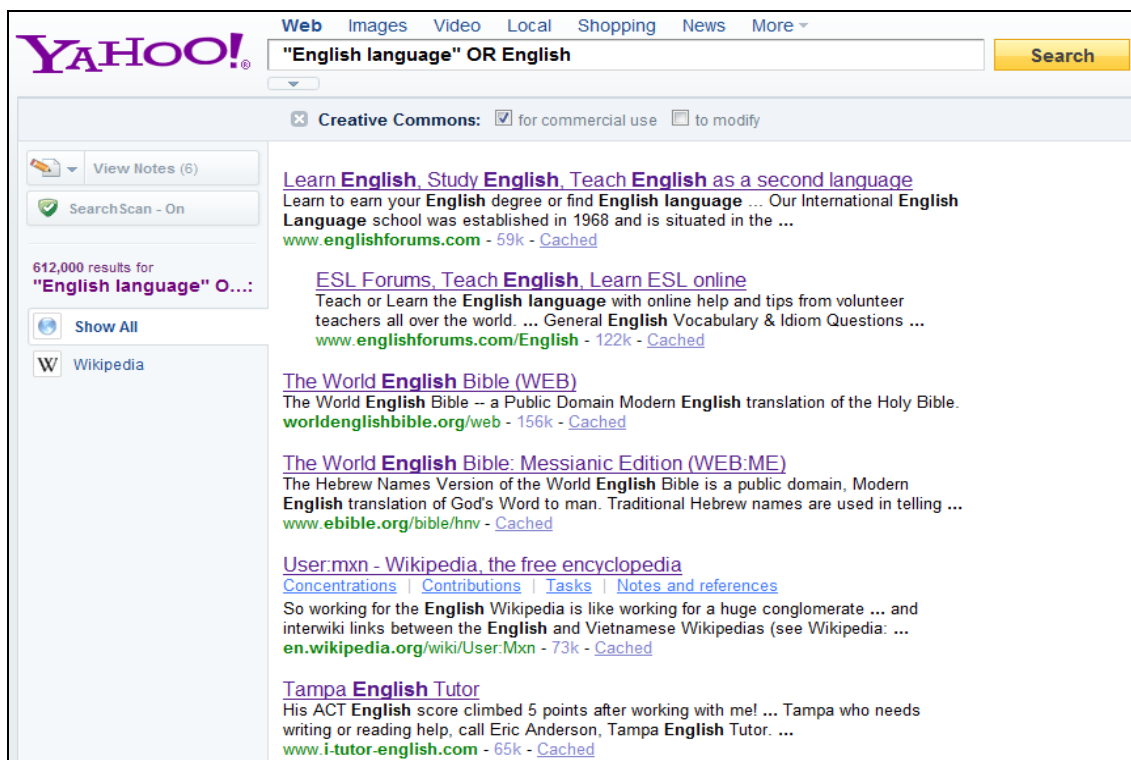 Web Images Video Local Shopping News More
YAHOO!®
"English language" OR English
Search
Creative Commons: for commercial use to modify
View Notes (6)
SearchScan - On
612,000 results for
"English language" O...:
Show All
Wikipedia
Learn English, Study English, Teach English as a second language
Learn to earn your English degree or find English language ... Our International English
Language school was established in 1968 and is situated in the ...
www.englishforums.com - 59k - Cached
ESL Forums, Teach English, Learn ESL online
Teach or Learn the English language with online help and tips from volunteer
teachers all over the world. ... General English Vocabulary & Idiom Questions ...
www.englishforums.com/English - 122k - Cached
The World English Bible (WEB)
The World English Bible -- a Public Domain Modern English translation of the Holy Bible.
worldenglishbible.org/web - 156k - Cached
The World English Bible: Messianic Edition (WEB:ME)
The Hebrew Names Version of the World English Bible is a public domain, Modern
English translation of God's Word to man. Traditional Hebrew names are used in telling ...
www.ebible.org/bible/hnv - Cached
User:mxn - Wikipedia, the free encyclopedia
Concentrations | Contributions | Tasks | Notes and references
So working for the English Wikipedia is like working for a huge conglomerate ... and
interwiki links between the English and Vietnamese Wikipedias (see Wikipedia: ...
en.wikipedia.org/wiki/User:Mxn - 73k - Cached
Tampa English Tutor
His ACT English score climbed 5 points after working with me! ... Tampa who needs
writing or reading help, call Eric Anderson, Tampa English Tutor. ...
www.i-tutor-english.com - 65k - Cached